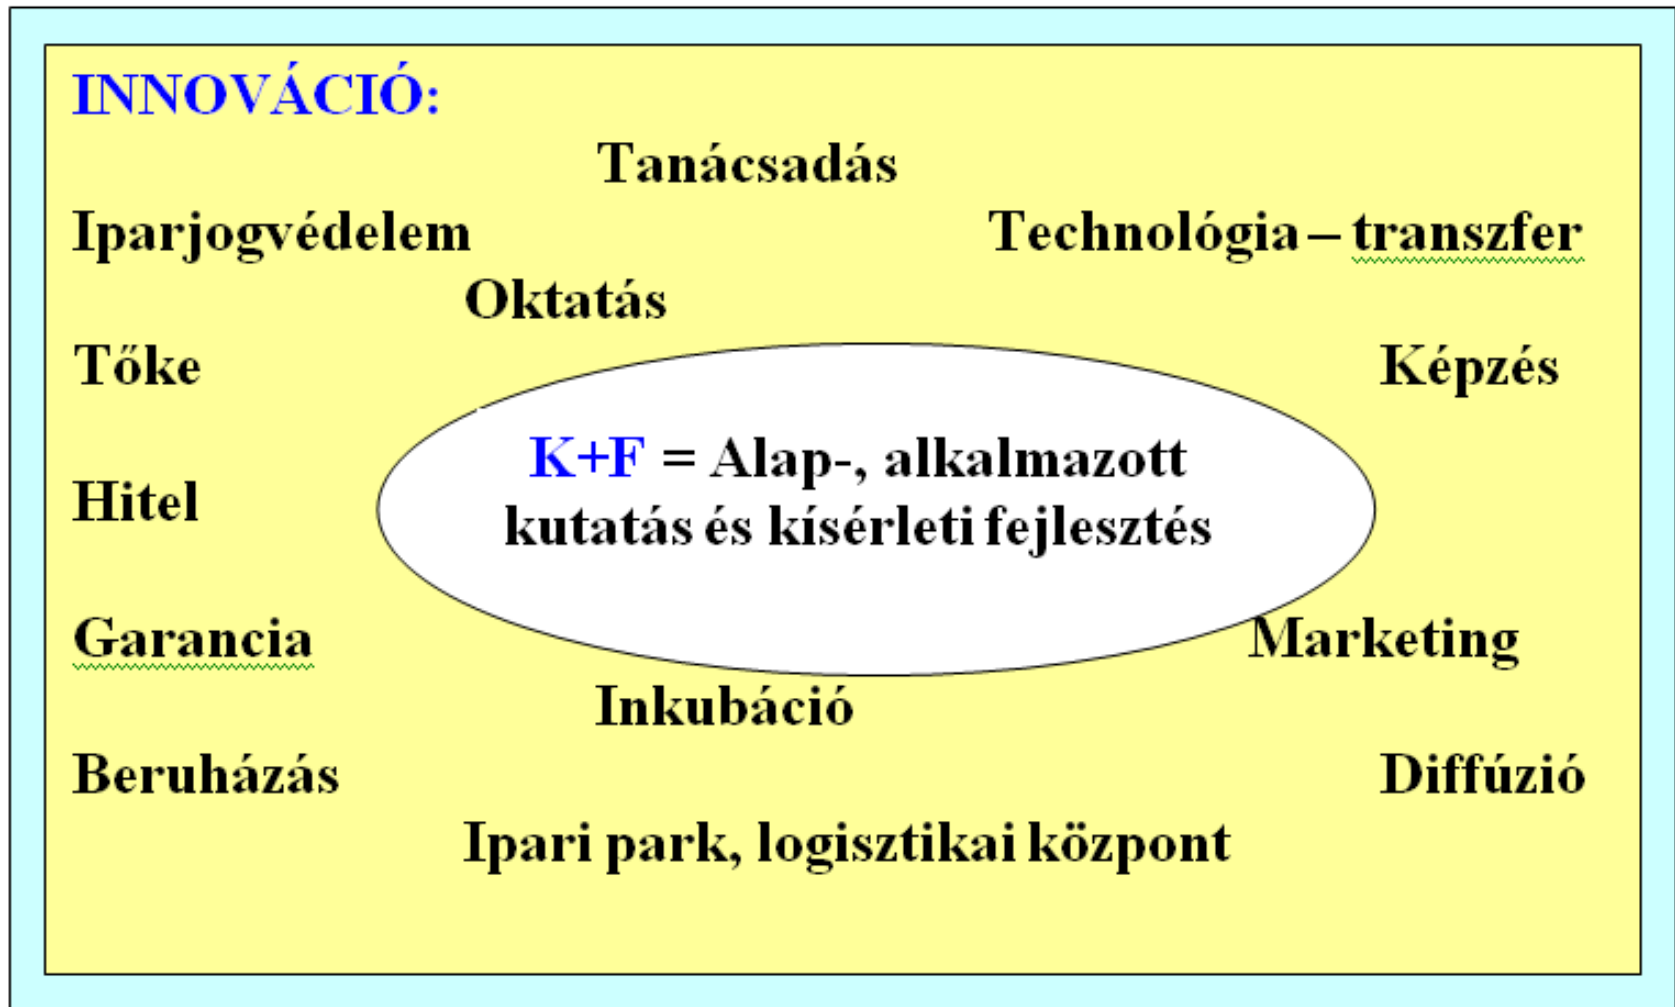 INNOVÁCIÓ:
Tanácsadás
Iparjogvédelem Technológia – transzfer
Oktatás
Tőke Képzés
K+F = Alap-, alkalmazott
Hitel
kutatás és kísérleti fejlesztés
Garancia Marketing
Inkubáció
Beruházás Diffúzió
Ipari park, logisztikai központ